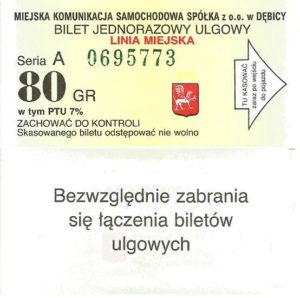 MIEJSKA KOMUNIKACJA SAMOCHODOWA SPÓŁKA z o.o. w DĘBICY
BILET JEDNORAZOWY ULGOWY
LINIA MIEJSKA
Seria A 0695773
80 GR
w tym PTU 7%
ZACHOWAĆ DO KONTROLI
Skasowanego biletu odstępować nie wolno
TU KASOWAĆ
zaraz po wejściu
do pojazdu
Bezwzględnie zabrania
się łączenia biletów
ulgowych